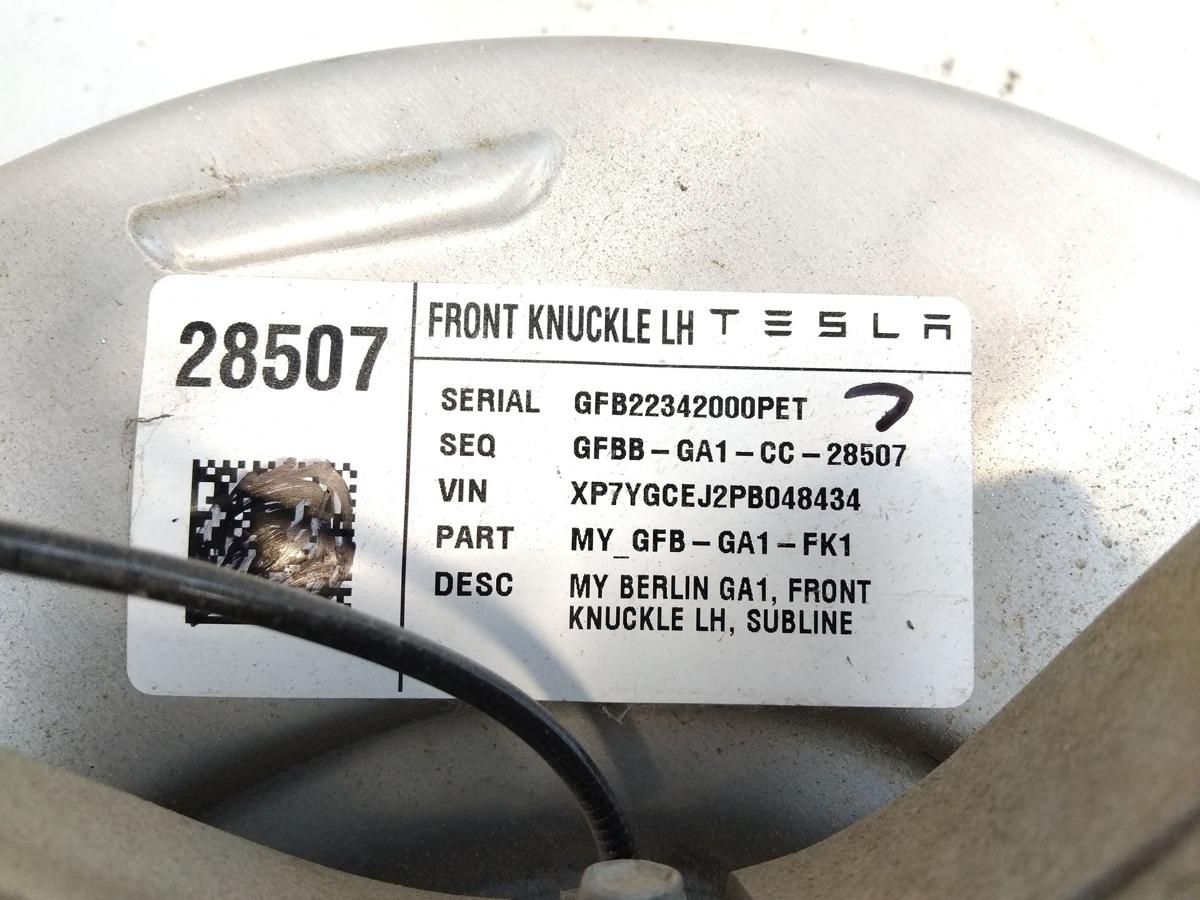 28507
FRONT KNUCKLE LH TESLA
SERIAL GFB22342000PET
SEQ GFBB-GA1-CC-28507
VIN XP7YGCEJ2PB048434
PART MY_GFB-GA1-FK1
DESC MY BERLIN GA1, FRONT
KNUCKLE LH, SUBLINE